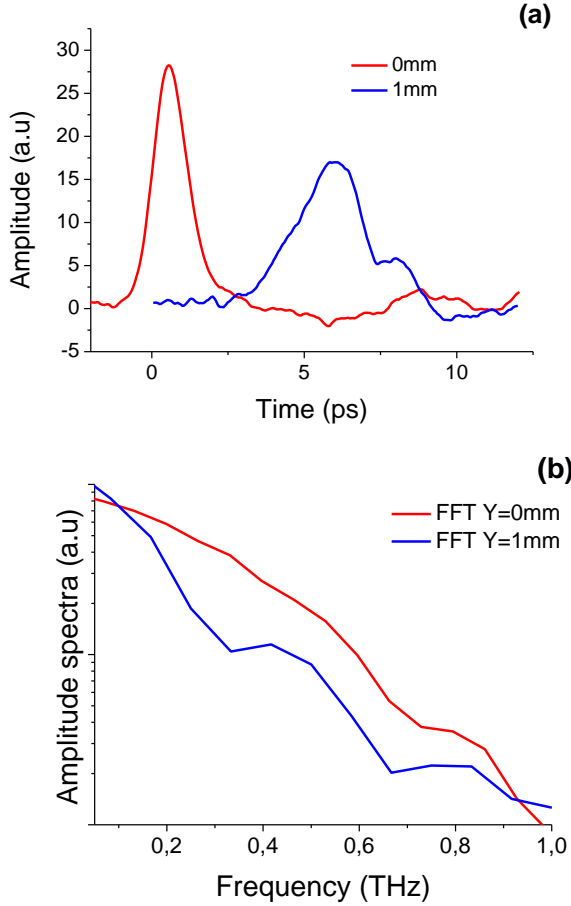 (a)
0mm
1mm
30
25
20
15
10
5
0
-5
Amplitude (a.u)
0
5
10
Time (ps)
(b)
FFT Y=0mm
FFT Y=1mm
Amplitude spectra (a.u)
0,2
0,4
0,6
0,8
1,0
Frequency (THz)